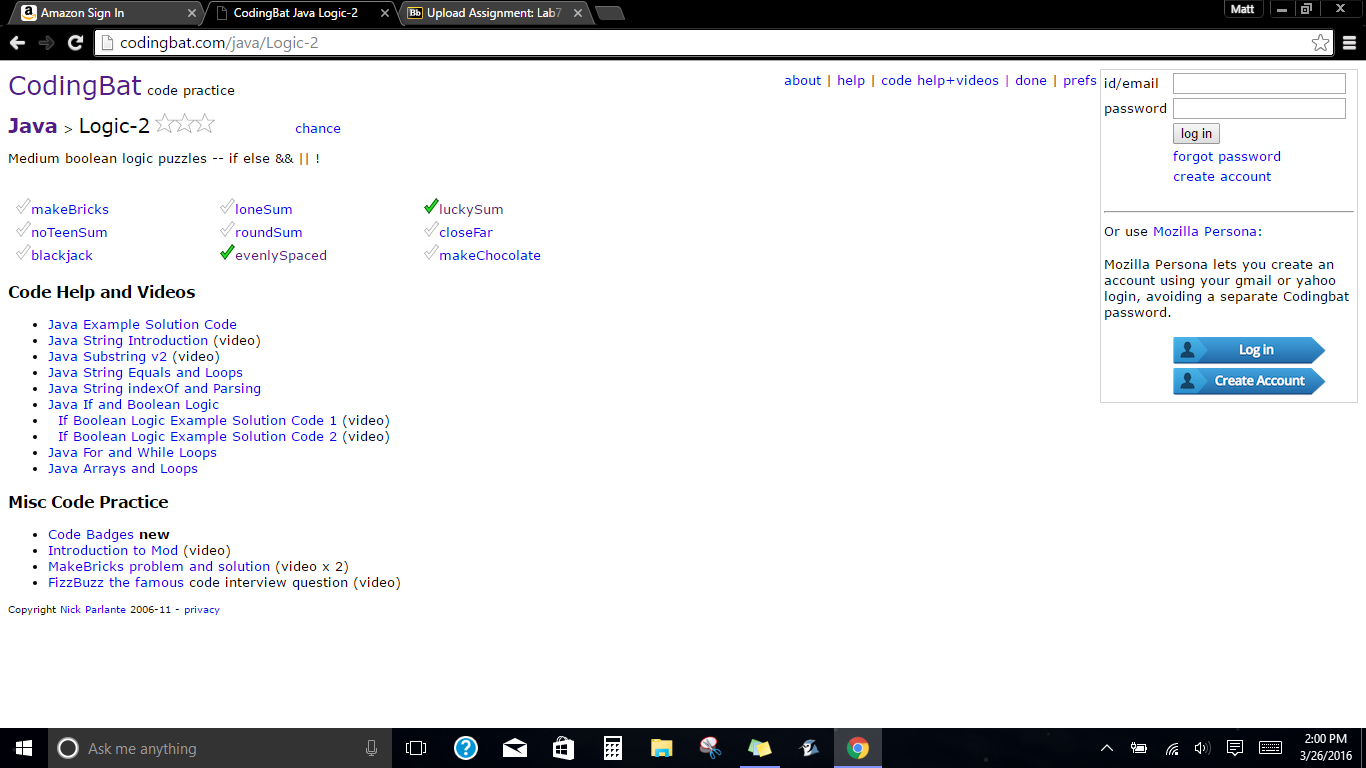 Amazon Sign In
CodingBat Java Logic-2
Bb Upload Assignment: Lab7
Matt
codingbat.com/java/Logic-2
CodingBat code practice
about | help | code help+videos | done | prefs
id/email
password
log in
forgot password
create account
Or use Mozilla Persona:
Mozilla Persona lets you create an
account using your gmail or yahoo
login, avoiding a separate Codingbat
password.
Log in
Create Account
Java > Logic-2
chance
Medium boolean logic puzzles -- if else && || !
makeBricks loneSum luckySum
noTeenSum roundSum closeFar
blackjack evenlySpaced makeChocolate
Code Help and Videos
Java Example Solution Code
Java String Introduction (video)
Java Substring v2 (video)
Java String Equals and Loops
Java String indexOf and Parsing
Java If and Boolean Logic
If Boolean Logic Example Solution Code 1 (video)
If Boolean Logic Example Solution Code 2 (video)
Java For and While Loops
Java Arrays and Loops
Misc Code Practice
Code Badges new
Introduction to Mod (video)
MakeBricks problem and solution (video x 2)
FizzBuzz the famous code interview question (video)
Copyright Nick Parlante 2006-11 - privacy
Ask me anything
2:00 PM
3/26/2016